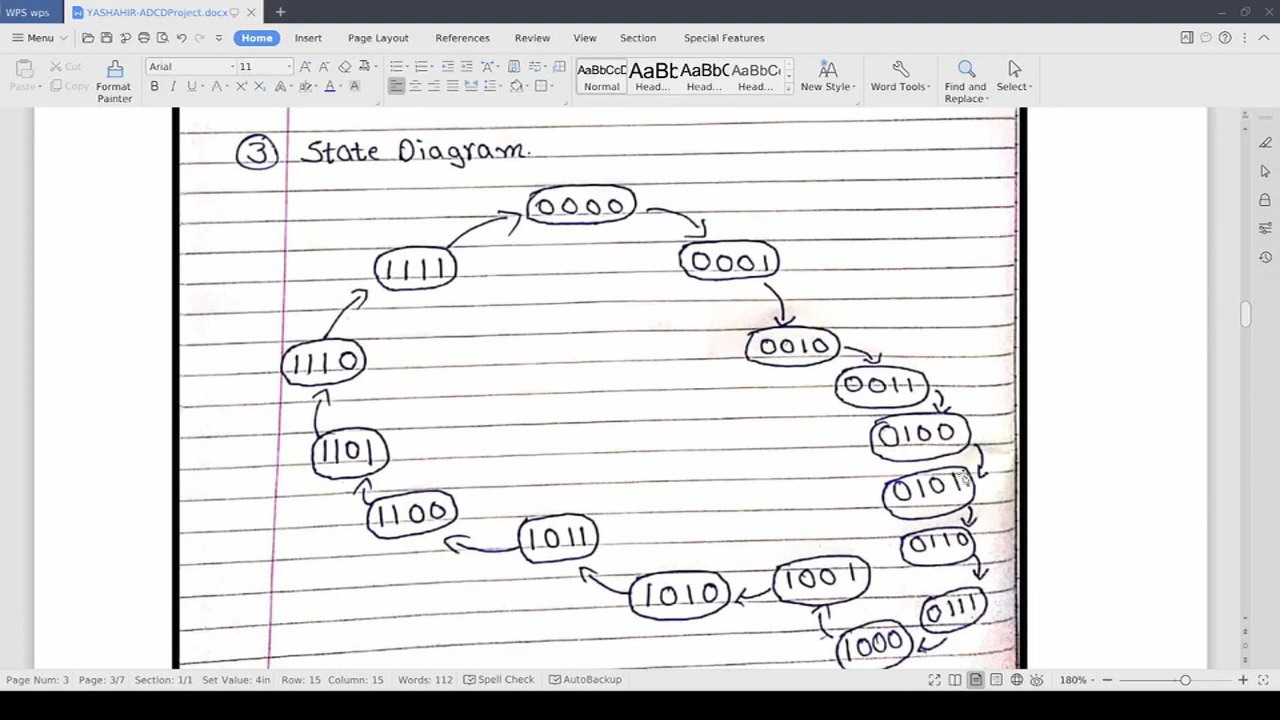 WPS wps
YASHAHIR-ADCDProject.docx
Menu
Home
Insert
Page Layout
References
Review
View
Section
Special Features
Paste
Cut
Copy
Format
Painter
Arial
11
AaBbCcD
Normal
AaBb
Head...
AaBbC
Head...
AaBbC
Head...
New Style
Word Tools
Find and
Replace
Select
3 State Diagram.
0000
0001
0010
0011
0100
0101
0110
0111
1000
1001
1010
1011
1100
1101
1110
1111
Page Num: 3
Page: 3/7
Section: 1/1
Set Value: 4in
Row: 15
Column: 15
Words: 112
Spell Check
AutoBackup
180%